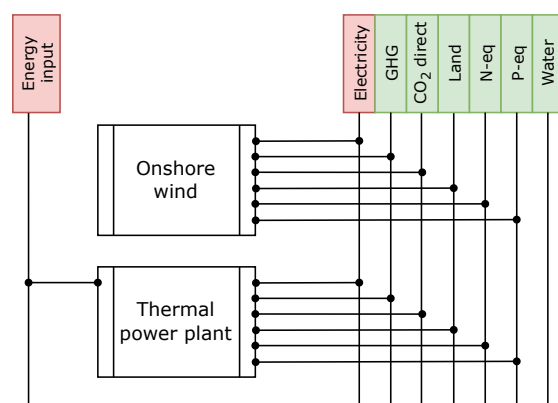 Energy
input
Electricity
GHG
CO₂ direct
Land
N-eq
P-eq
Water
Onshore
wind
Thermal
power plant